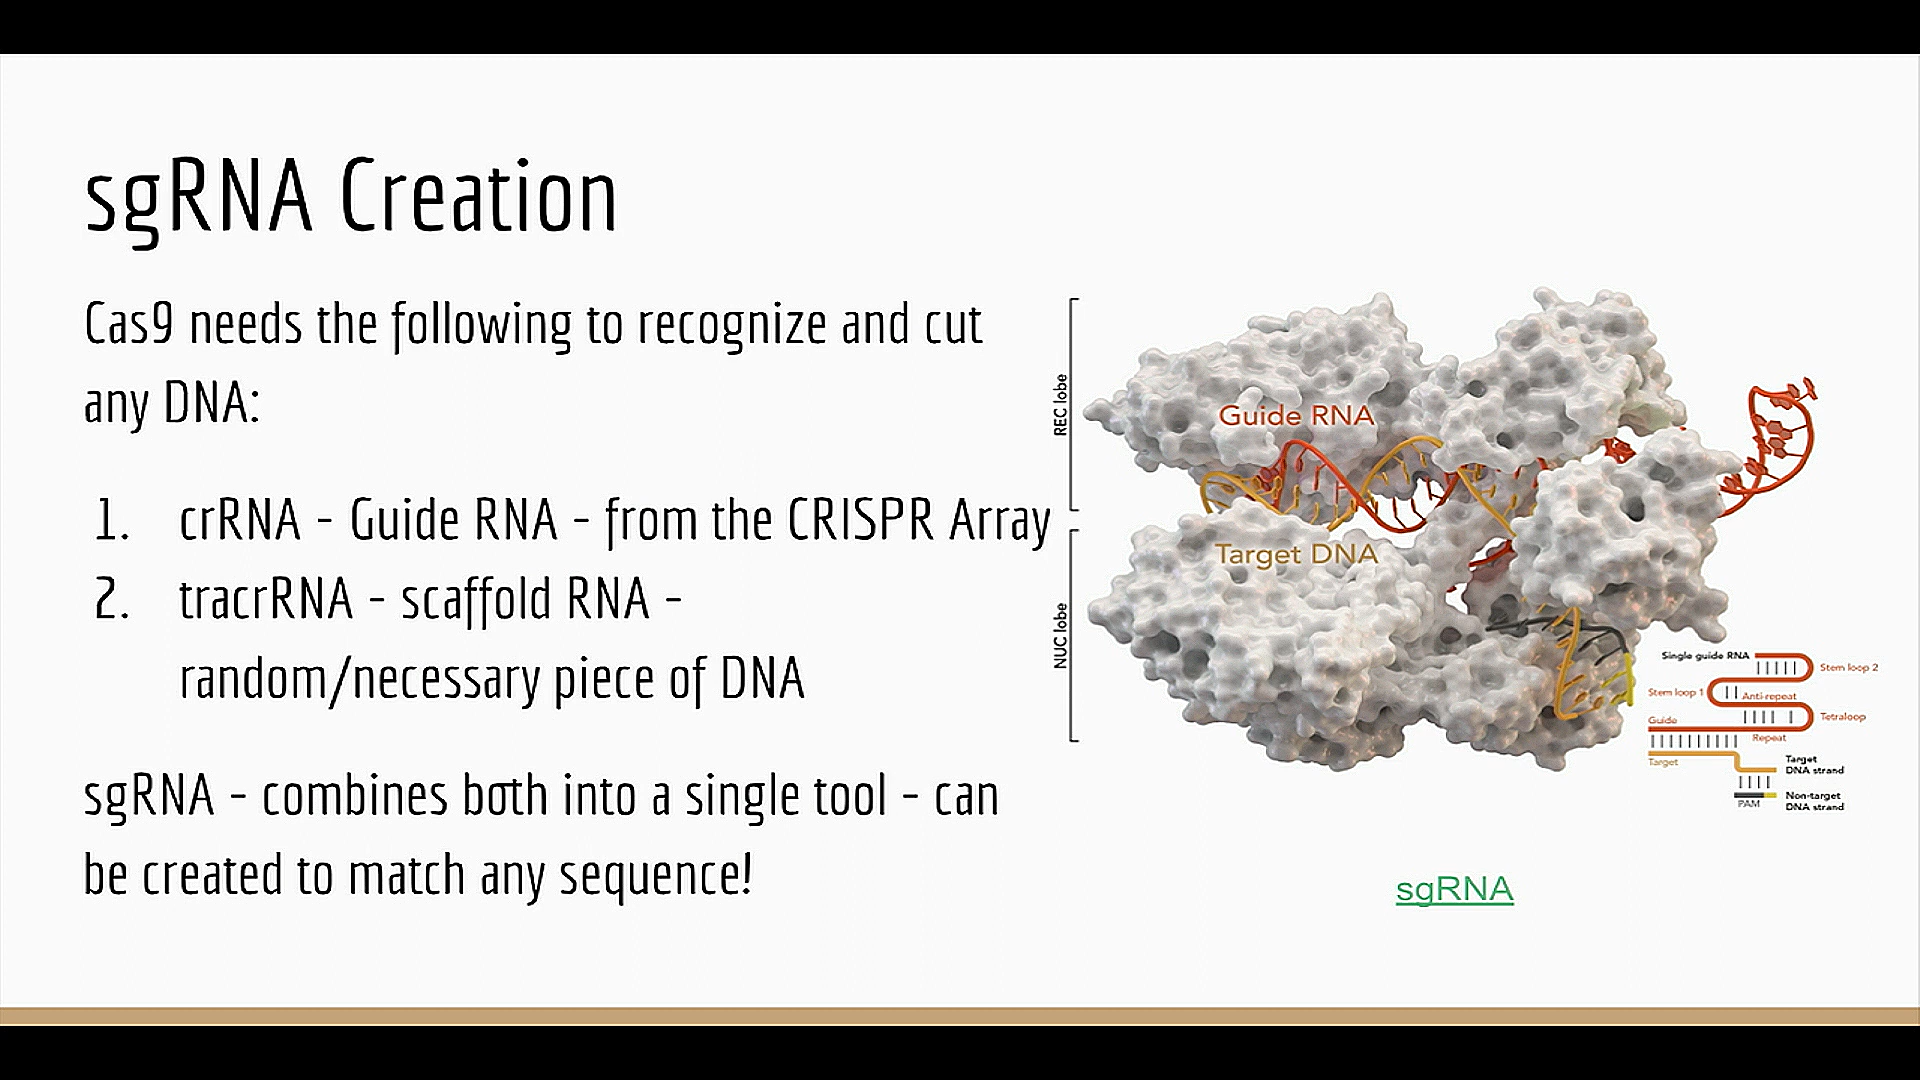 sgRNA Creation
Cas9 needs the following to recognize and cut
any DNA:
1. crRNA - Guide RNA - from the CRISPR Array
2. tracrRNA - scaffold RNA -
random/necessary piece of DNA
sgRNA - combines both into a single tool - can
be created to match any sequence!
REC lobe
NUC lobe
Guide RNA
Target DNA
Single guide RNA
Stem loop 2
Stem loop 1
Anti-repeat
Guide
Tetraloop
Repeat
Target
Target
DNA strand
PAM
Non-target
DNA strand
sgRNA